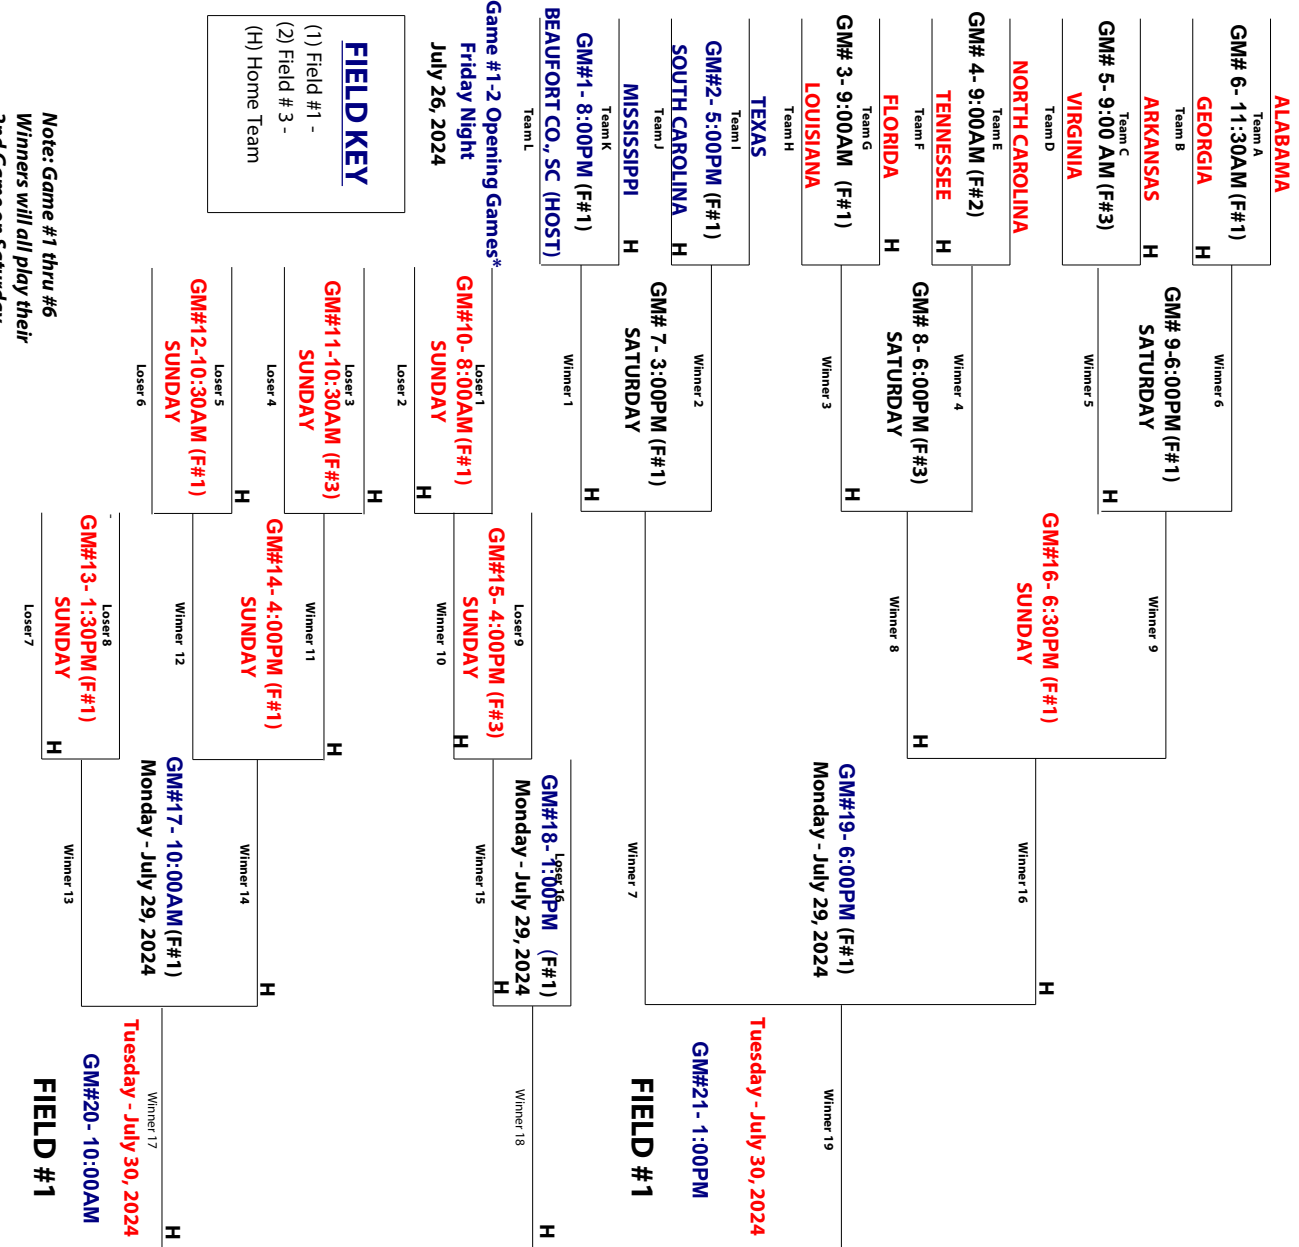 ALABAMA
Team A
GM# 6- 11:30AM (F#1)
GEORGIA
Team B
ARKANSAS H
Team C
GM# 5- 9:00 AM (F#3)
VIRGINIA
Team D
NORTH CAROLINA
Team E
GM# 4- 9:00AM (F#2)
TENNESSEE H
Team F
FLORIDA H
Team G
GM# 3- 9:00AM (F#1)
LOUISIANA
Team H
TEXAS
Team I
GM#2- 5:00PM (F#1)
SOUTH CAROLINA H
Team J
MISSISSIPPI H
Team K
GM#1- 8:00PM (F#1)
BEAUFORT CO., SC (HOST)
Team L
Game #1-2 Opening Games*
Friday Night
July 26, 2024
FIELD KEY
(1) Field #1 -
(2) Field # 3 -
(H) Home Team
Note: Game #1 thru #6
Winners will all play their
2nd Game on Saturday
Winner 6
GM# 9-6:00PM (F#1)
SATURDAY
H
Winner 5
Winner 4
GM# 8- 6:00PM (F#3)
SATURDAY
H
Winner 3
Winner 2
GM# 7- 3:00PM (F#1)
SATURDAY
H
Winner 1
Loser 1
GM#10- 8:00AM (F#1)
SUNDAY
H
Loser 2
H
Loser 3
GM#11-10:30AM (F#3)
SUNDAY
Loser 4
H
Loser 5
GM#12-10:30AM (F#1)
SUNDAY
Loser 6
Winner 9
GM#16- 6:30PM (F#1)
SUNDAY
H
Winner 8
Loser 9
GM#15- 4:00PM (F#3)
SUNDAY
H
Winner 10
H
Winner 11
GM#14- 4:00PM (F#1)
SUNDAY
Winner 12
Loser 8
GM#13- 1:30PM (F#1)
SUNDAY
H
Loser 7
H
Winner 16
GM#19- 6:00PM (F#1)
Monday - July 29, 2024
Winner 7
Loser 16
GM#18- 1:00PM (F#1)
Monday - July 29, 2024
H
Winner 15
H
Winner 14
GM#17- 10:00AM (F#1)
Monday - July 29, 2024
Winner 13
Winner 19
Tuesday - July 30, 2024
GM#21- 1:00PM
FIELD #1
H
Winner 18
H
Winner 17
Tuesday - July 30, 2024
GM#20- 10:00AM
FIELD #1